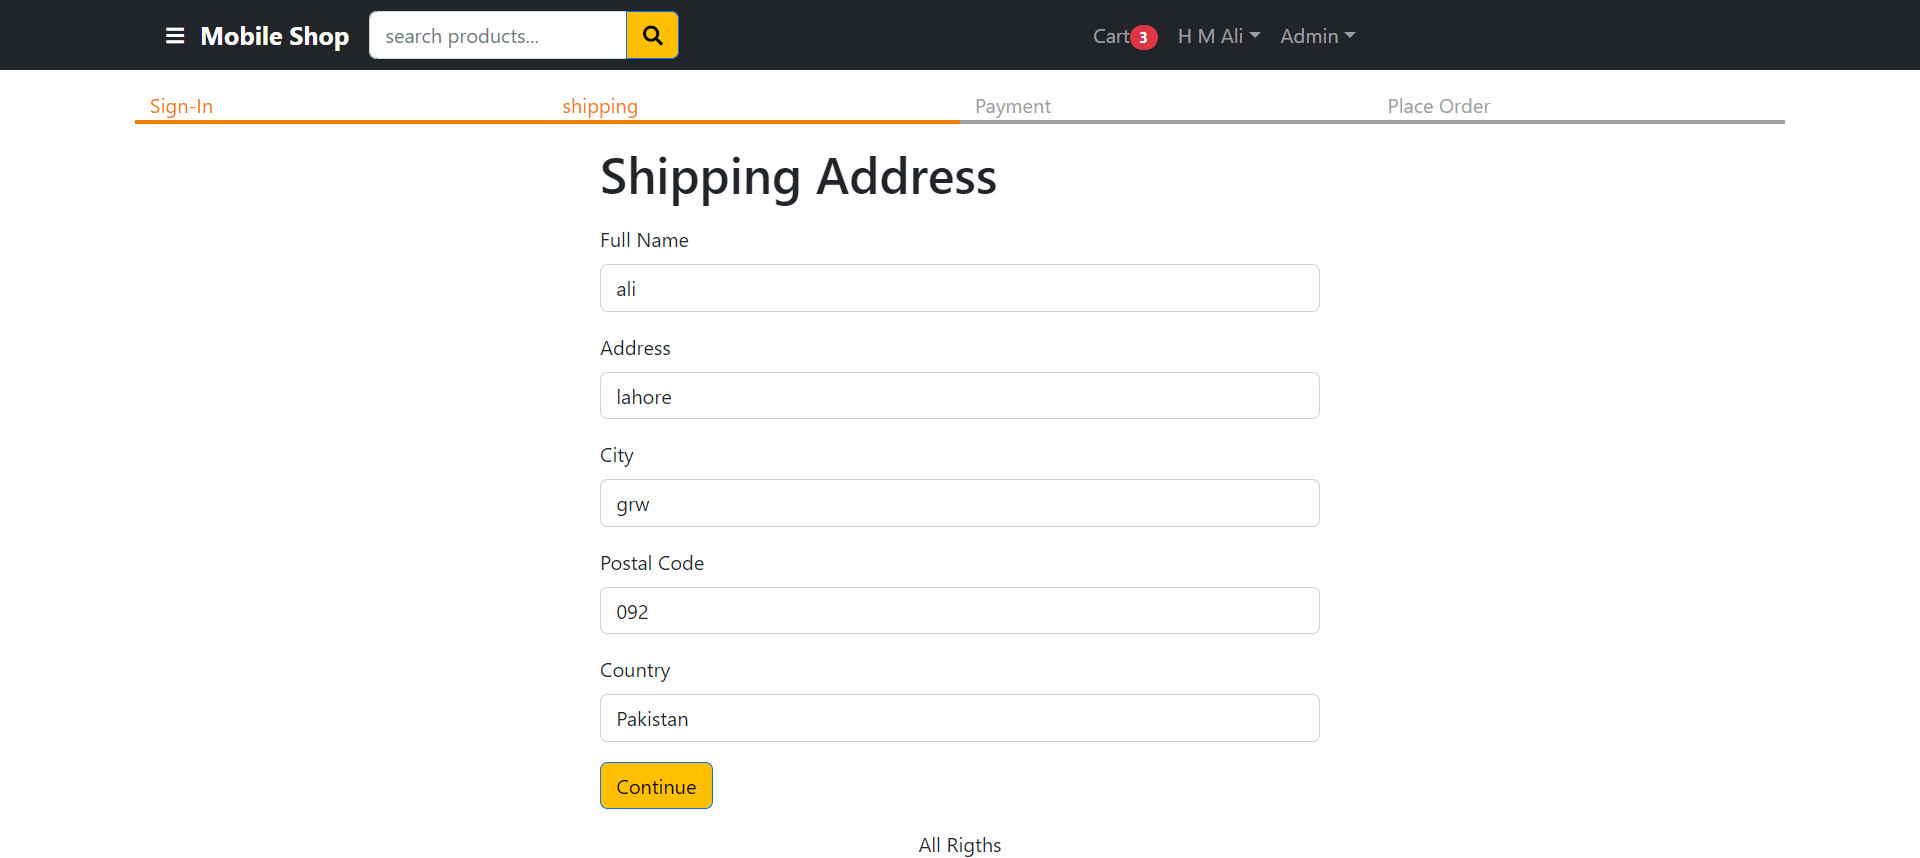 Mobile Shop search products... Cart 3 H M Ali Admin
Sign-In shipping Payment Place Order
Shipping Address
Full Name
ali
Address
lahore
City
grw
Postal Code
092
Country
Pakistan
Continue
All Rigths